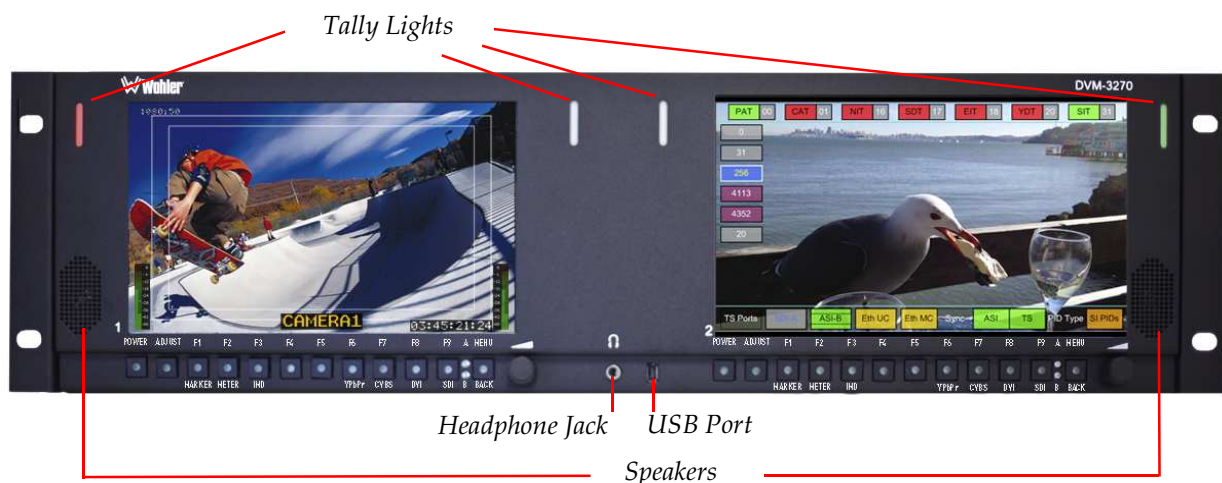 Tally Lights
Wohler
DVM-3270
1080i50
PAT 00 CAT 01 NIT 16 SDT 17 EIT 18 YDT 20 SIT 31
0
31
256
4113
4352
20
CAMERA1
03:45:21:24
TS Ports ASI-B Eth UC Eth MC Sync→ ASI TS PID Type SI PIDs
1
2
POWER ADJUST F1 F2 F3 F4 F5 F6 F7 F8 F9 A MENU
MARKER METER IHD YPbPr CYBS DVI SDI B BACK
POWER ADJUST F1 F2 F3 F4 F5 F6 F7 F8 F9 A MENU
MARKER METER IHD YPbPr CYBS DVI SDI B BACK
Headphone Jack USB Port
Speakers